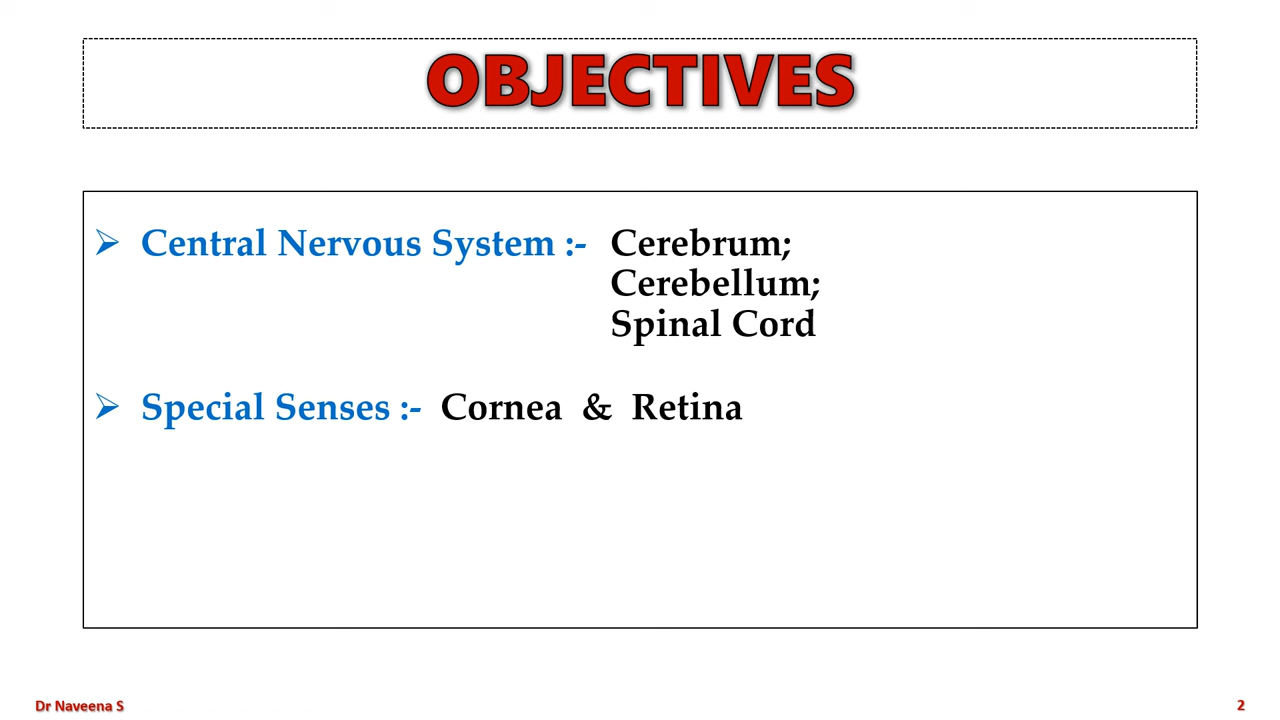 OBJECTIVES
➢ Central Nervous System :- Cerebrum;
Cerebellum;
Spinal Cord
➢ Special Senses :- Cornea & Retina
Dr Naveena S
2